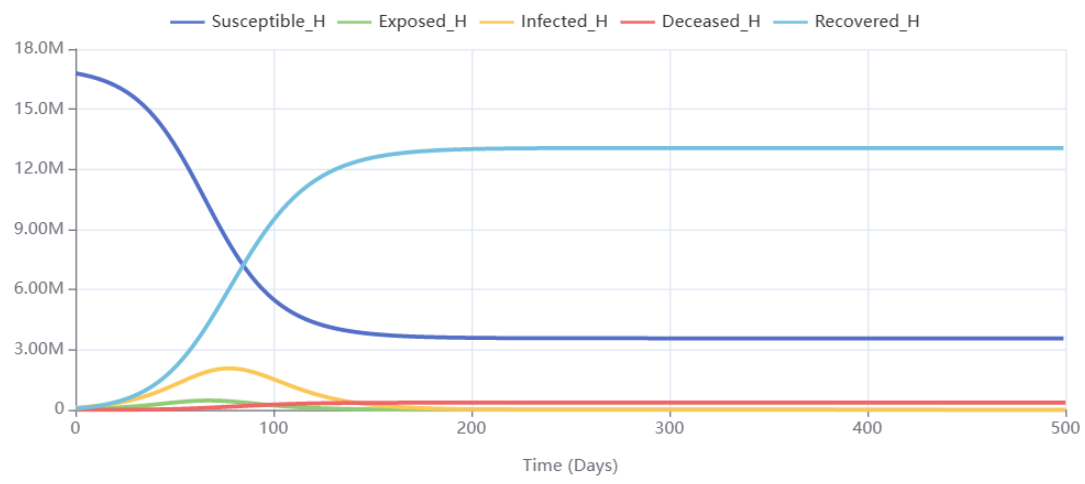 Susceptible_H Exposed_H Infected_H Deceased_H Recovered_H
18.0M
15.0M
12.0M
9.00M
6.00M
3.00M
0
0 100 200 300 400 500
Time (Days)